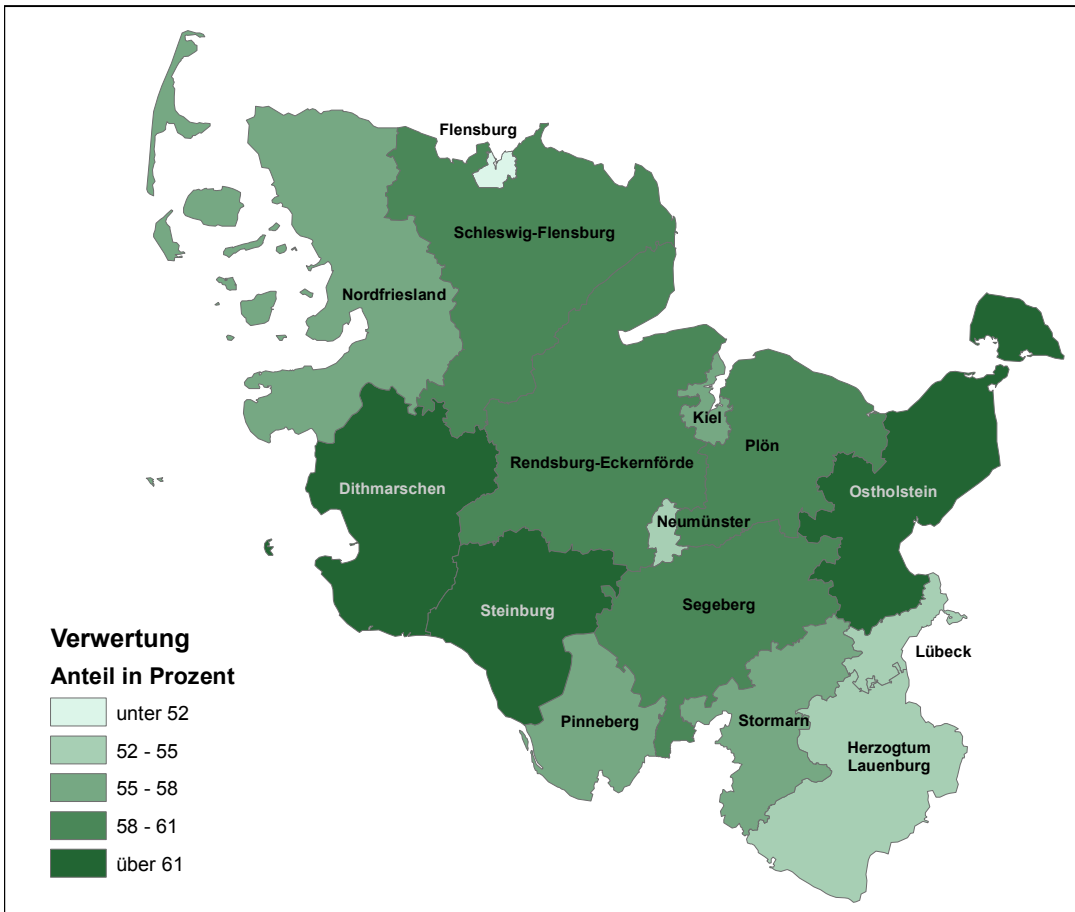 Flensburg
Schleswig-Flensburg
Nordfriesland
Kiel
Plön
Rendsburg-Eckernförde
Dithmarschen
Ostholstein
Neumünster
Steinburg
Segeberg
Lübeck
Pinneberg
Stormarn
Herzogtum
Lauenburg
Verwertung
Anteil in Prozent
unter 52
52 - 55
55 - 58
58 - 61
über 61